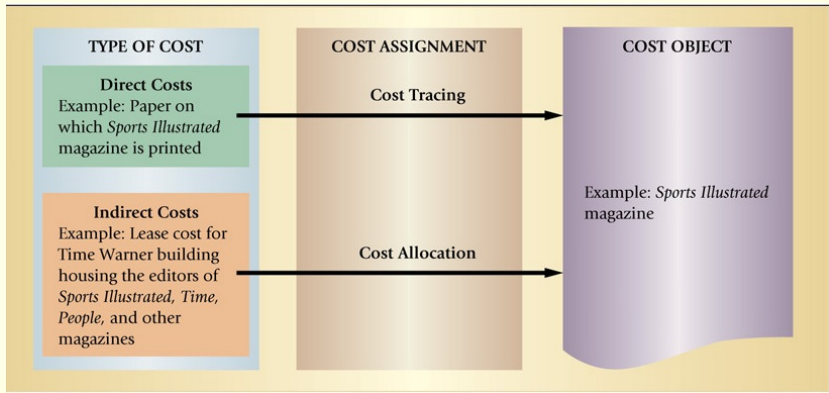 TYPE OF COST
COST ASSIGNMENT
COST OBJECT
Direct Costs
Example: Paper on
which Sports Illustrated
magazine is printed
Cost Tracing
Indirect Costs
Example: Lease cost for
Time Warner building
housing the editors of
Sports Illustrated, Time,
People, and other
magazines
Cost Allocation
Example: Sports Illustrated
magazine